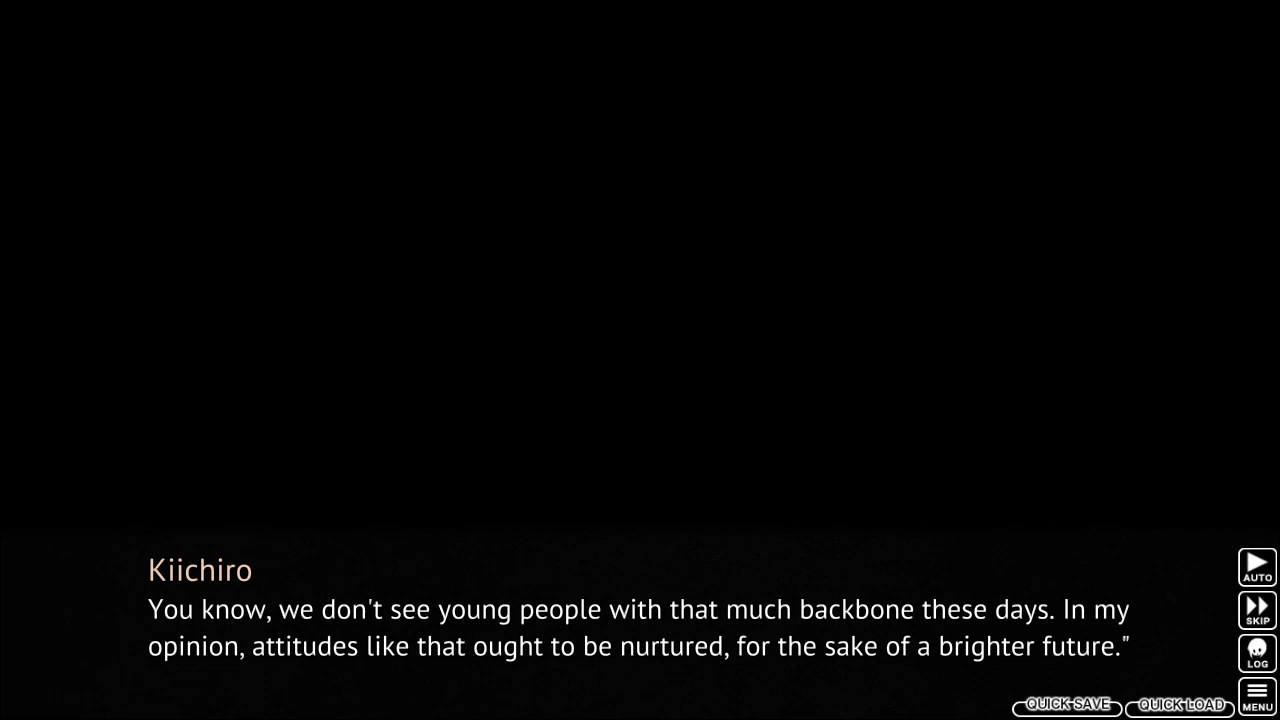 Kiichiro
You know, we don't see young people with that much backbone these days. In my
opinion, attitudes like that ought to be nurtured, for the sake of a brighter future."
AUTO
SKIP
LOG
MENU
QUICK SAVE
QUICK LOAD